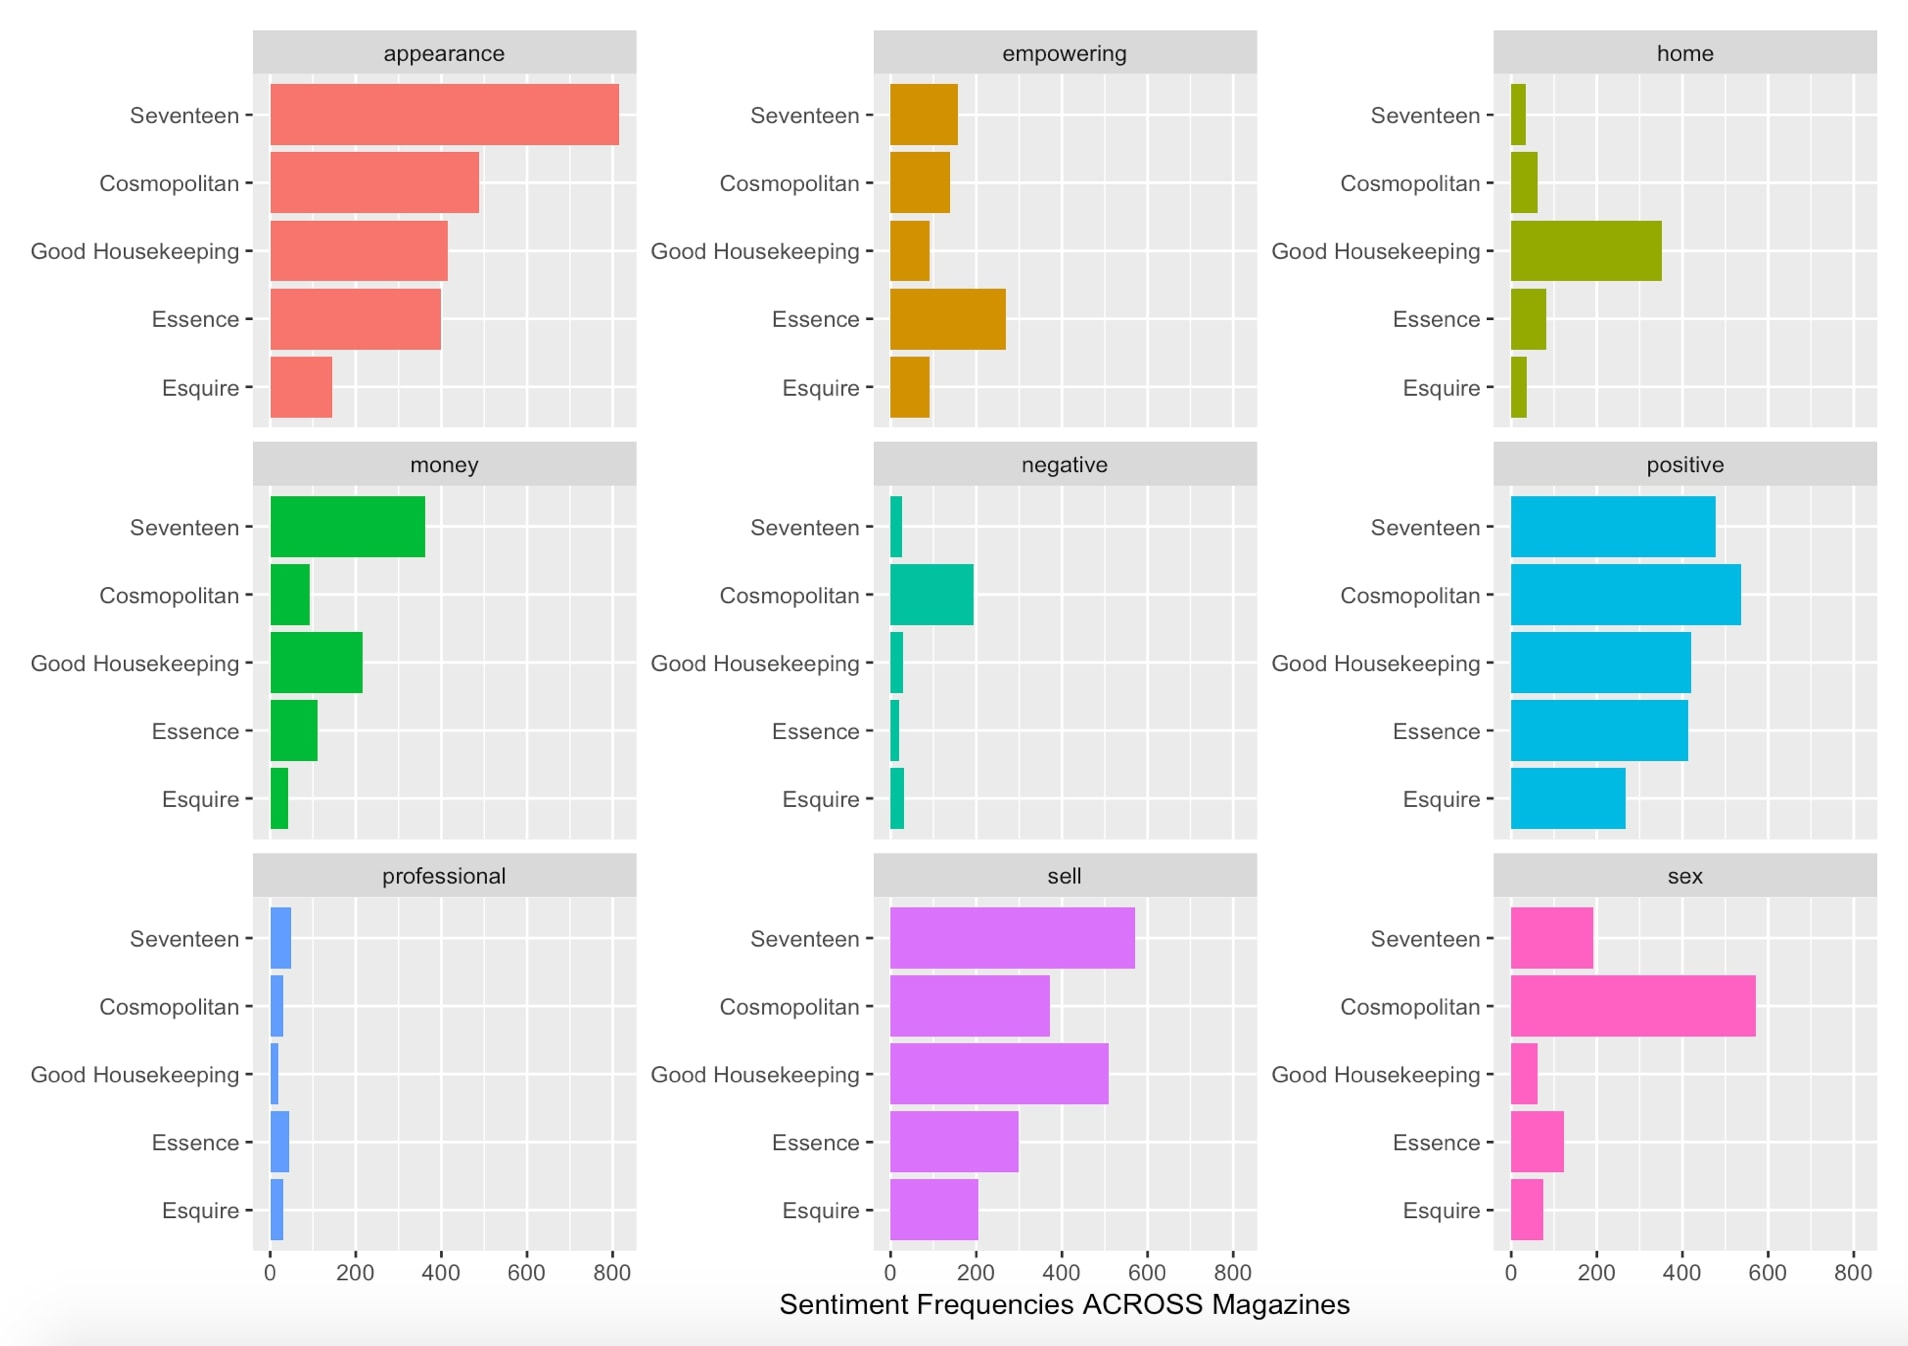 appearance
empowering
home
Seventeen
Cosmopolitan
Good Housekeeping
Essence
Esquire
Seventeen
Cosmopolitan
Good Housekeeping
Essence
Esquire
Seventeen
Cosmopolitan
Good Housekeeping
Essence
Esquire
money
negative
positive
Seventeen
Cosmopolitan
Good Housekeeping
Essence
Esquire
Seventeen
Cosmopolitan
Good Housekeeping
Essence
Esquire
Seventeen
Cosmopolitan
Good Housekeeping
Essence
Esquire
professional
sell
sex
Seventeen
Cosmopolitan
Good Housekeeping
Essence
Esquire
Seventeen
Cosmopolitan
Good Housekeeping
Essence
Esquire
Seventeen
Cosmopolitan
Good Housekeeping
Essence
Esquire
0 200 400 600 800
0 200 400 600 800
0 200 400 600 800
Sentiment Frequencies ACROSS Magazines